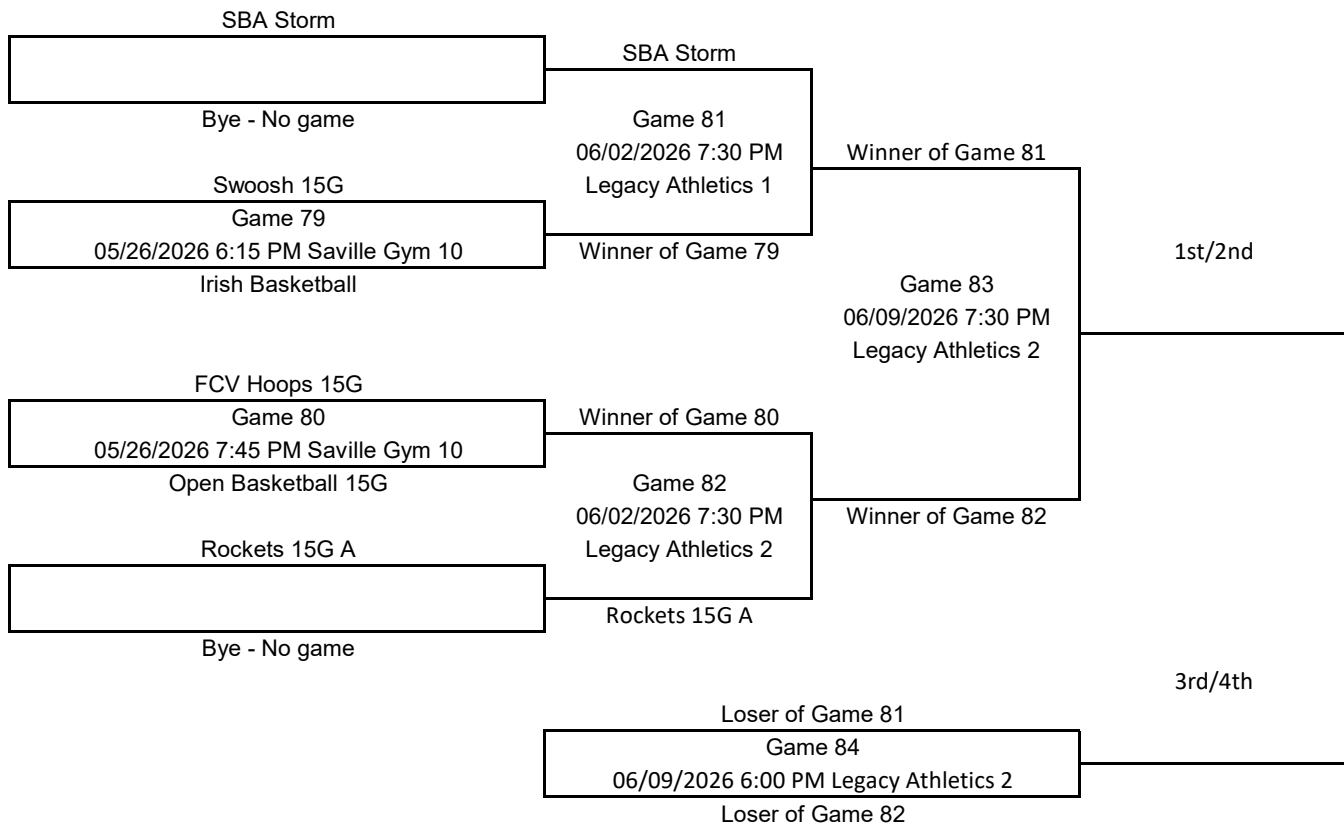 SBA Storm
Bye - No game
Swoosh 15G
Game 79
05/26/2026 6:15 PM Saville Gym 10
Irish Basketball
FCV Hoops 15G
Game 80
05/26/2026 7:45 PM Saville Gym 10
Open Basketball 15G
Rockets 15G A
Bye - No game
SBA Storm
Game 81
06/02/2026 7:30 PM
Legacy Athletics 1
Winner of Game 79
Winner of Game 80
Game 82
06/02/2026 7:30 PM
Legacy Athletics 2
Rockets 15G A
Winner of Game 81
Game 83
06/09/2026 7:30 PM
Legacy Athletics 2
Winner of Game 82
1st/2nd
Loser of Game 81
Game 84
06/09/2026 6:00 PM Legacy Athletics 2
Loser of Game 82
3rd/4th